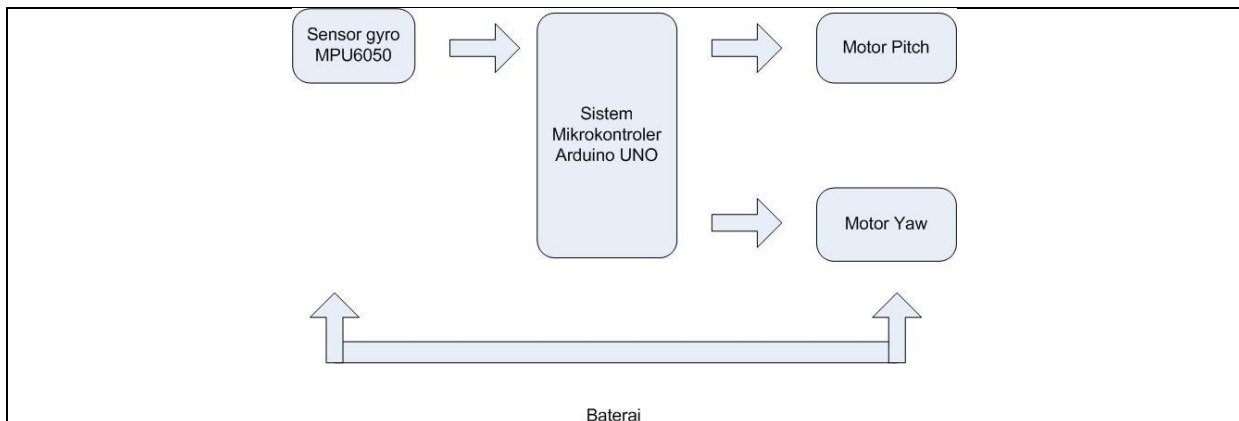 Sensor gyro
MPU6050
Sistem
Mikrokontroler
Arduino UNO
Motor Pitch
Motor Yaw
Baterai